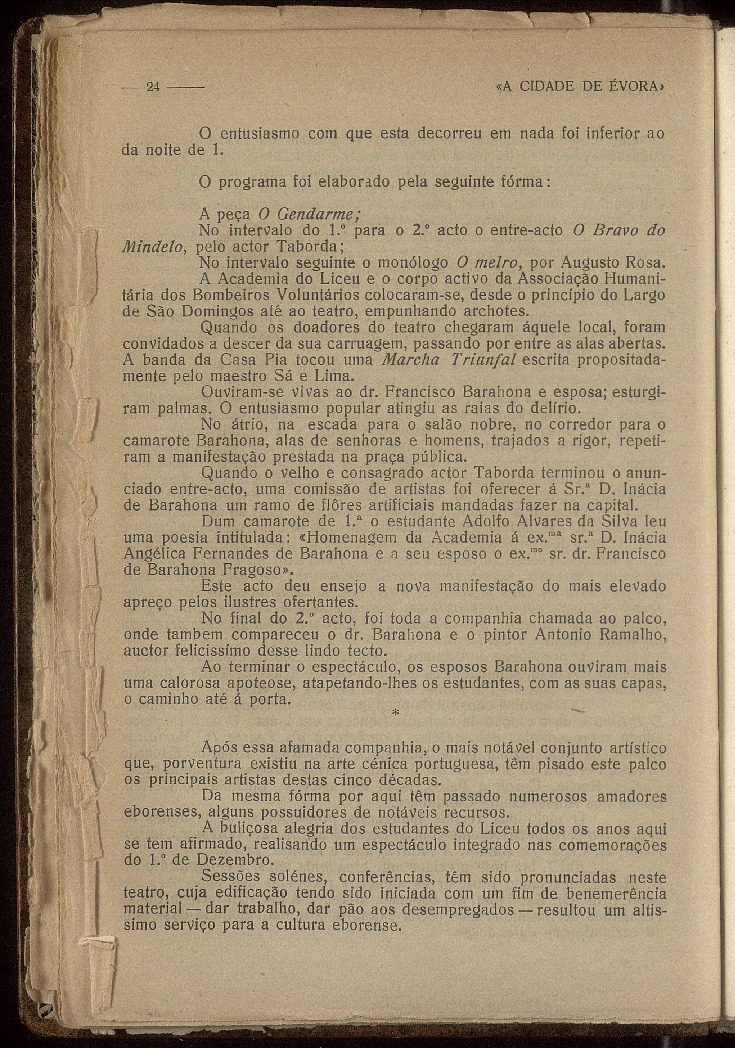 — 24 ——— «A CIDADE DE ÉVORA»
O entusiasmo com que esta decorreu em nada foi inferior ao
da noite de 1.
O programa foi elaborado pela seguinte fórma:
A peça O Gendarme;
No intervalo do 1.º para o 2.º acto o entre-acto O Bravo do
Mindelo, pelo actor Taborda;
No intervalo seguinte o monólogo O melro, por Augusto Rosa.
A Academia do Liceu e o corpo activo da Associação Humani-
tária dos Bombeiros Voluntários colocaram-se, desde o princípio do Largo
de São Domingos até ao teatro, empunhando archotes.
Quando os doadores do teatro chegaram áquele local, foram
convidados a descer da sua carruagem, passando por entre as alas abertas.
A banda da Casa Pia tocou uma Marcha Triunfal escrita propositada-
mente pelo maestro Sá e Lima.
Ouviram-se vivas ao dr. Francisco Barahona e esposa; esturgi-
ram palmas. O entusiasmo popular atingiu as raias do delírio.
No átrio, na escada para o salão nobre, no corredor para o
camarote Barahona, alas de senhoras e homens, trajados a rigor, repeti-
ram a manifestação prestada na praça pública.
Quando o velho e consagrado actor Taborda terminou o anun-
ciado entre-acto, uma comissão de artistas foi oferecer á Sr.ª D. Inácia
de Barahona um ramo de flôres artificiais mandadas fazer na capital.
Dum camarote de 1.ª o estudante Adolfo Alvares da Silva leu
uma poesia intitulada: «Homenagem da Academia á ex.ma sr.ª D. Inácia
Angélica Fernandes de Barahona e a seu esposo o ex.mo sr. dr. Francisco
de Barahona Fragoso».
Este acto deu ensejo a nova manifestação do mais elevado
apreço pelos ilustres ofertantes.
No final do 2.º acto, foi toda a companhia chamada ao palco,
onde tambem compareceu o dr. Barahona e o pintor Antonio Ramalho,
auctor felicissímo desse lindo tecto.
Ao terminar o espectáculo, os esposos Barahona ouviram mais
uma calorosa apoteose, atapetando-lhes os estudantes, com as suas capas,
o caminho até á porta.
*
Após essa afamada companhia, o mais notável conjunto artístico
que, porventura existiu na arte cénica portuguesa, têm pisado este palco
os principais artistas destas cinco décadas.
Da mesma fórma por aqui têm passado numerosos amadores
eborenses, alguns possuidores de notáveis recursos.
A buliçosa alegria dos estudantes do Liceu todos os anos aqui
se tem afirmado, realisando um espectáculo integrado nas comemorações
do 1.º de Dezembro.
Sessões solénes, conferências, têm sido pronunciadas neste
teatro, cuja edificação tendo sido iniciada com um fim de benemerência
material — dar trabalho, dar pão aos desempregados — resultou um altis-
simo serviço para a cultura eborense.